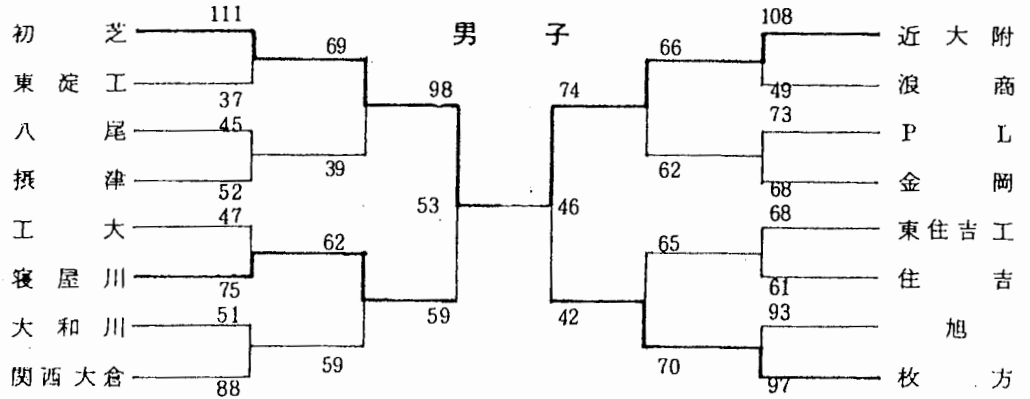 男子
111
初芝
69
東淀工
37
98
八尾
45
39
摂津
52
53
工大
47
62
寝屋川
75
59
大和川
51
59
関西大倉
88
108
近大附
66
浪商
49
74
PL
73
62
金岡
68
46
東住吉工
68
65
住吉
61
42
旭
93
70
枚方
97